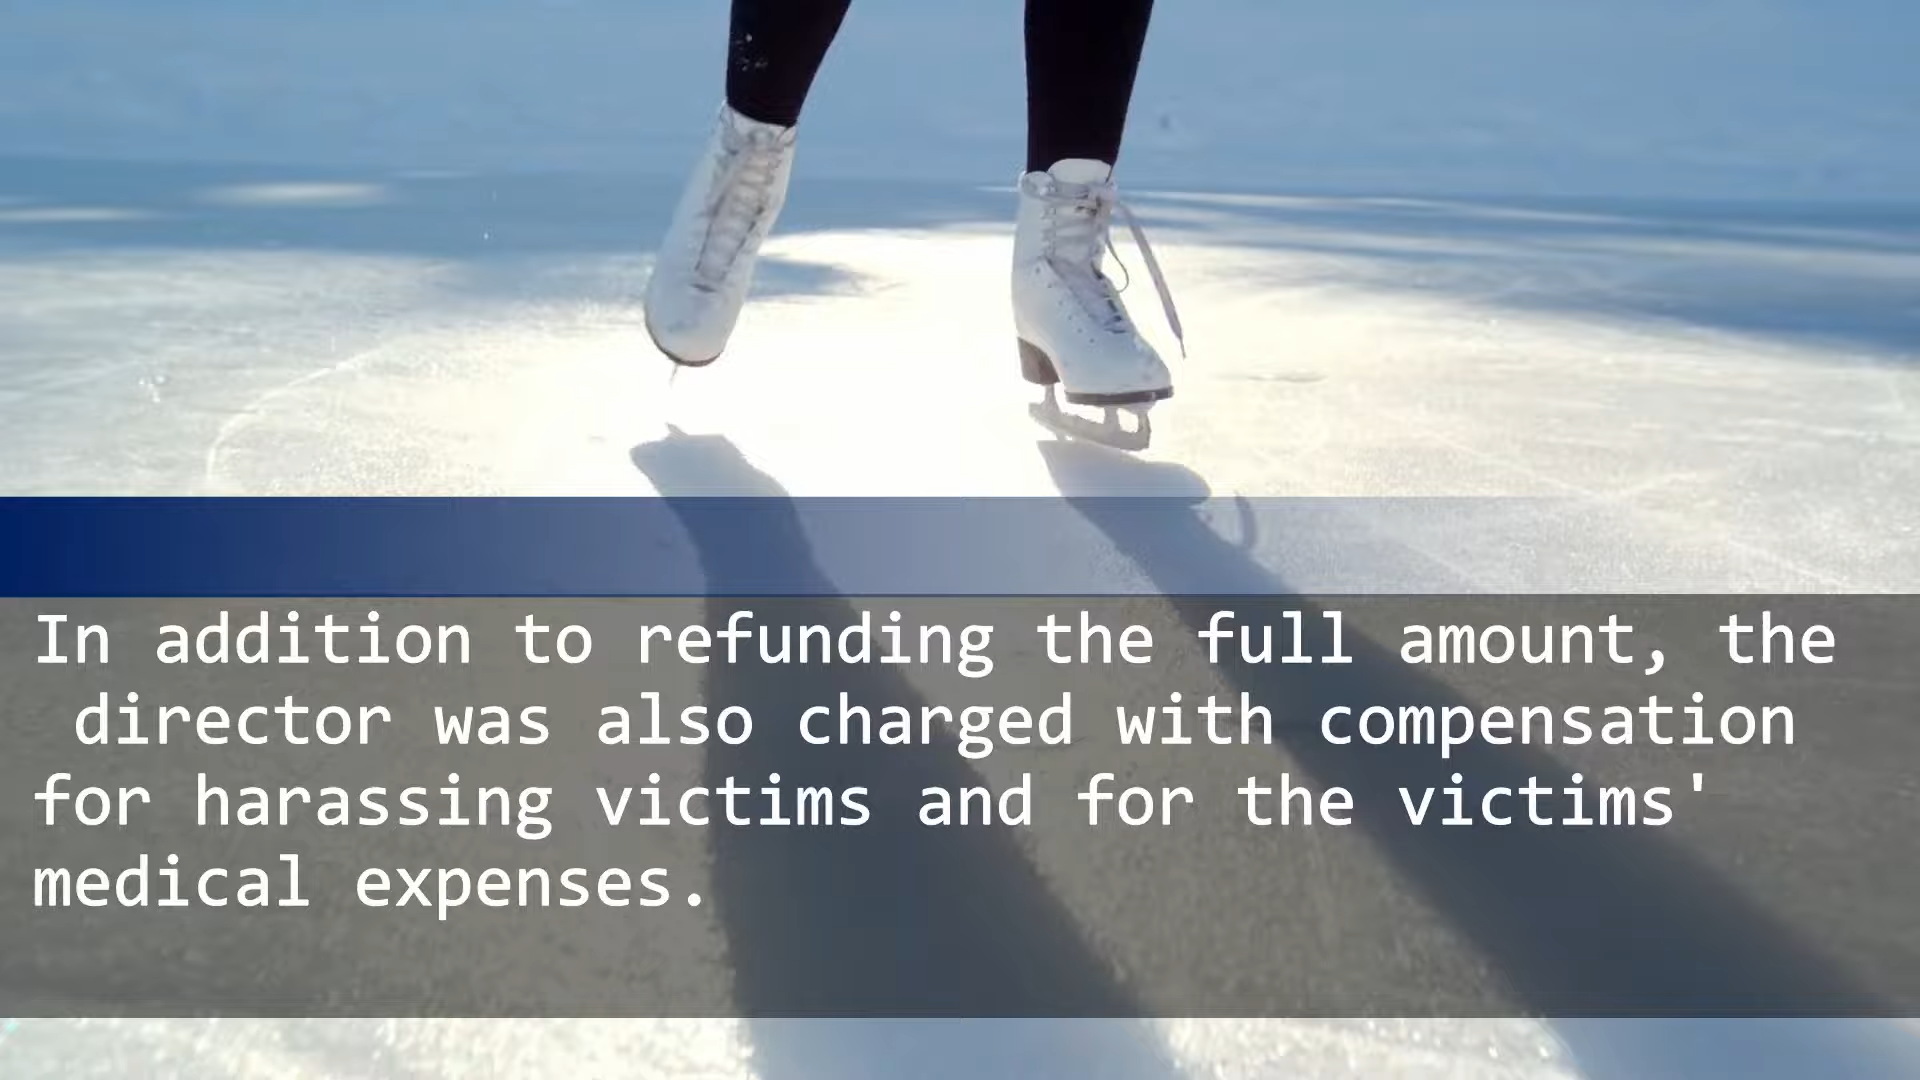 In addition to refunding the full amount, the
director was also charged with compensation
for harassing victims and for the victims'
medical expenses.